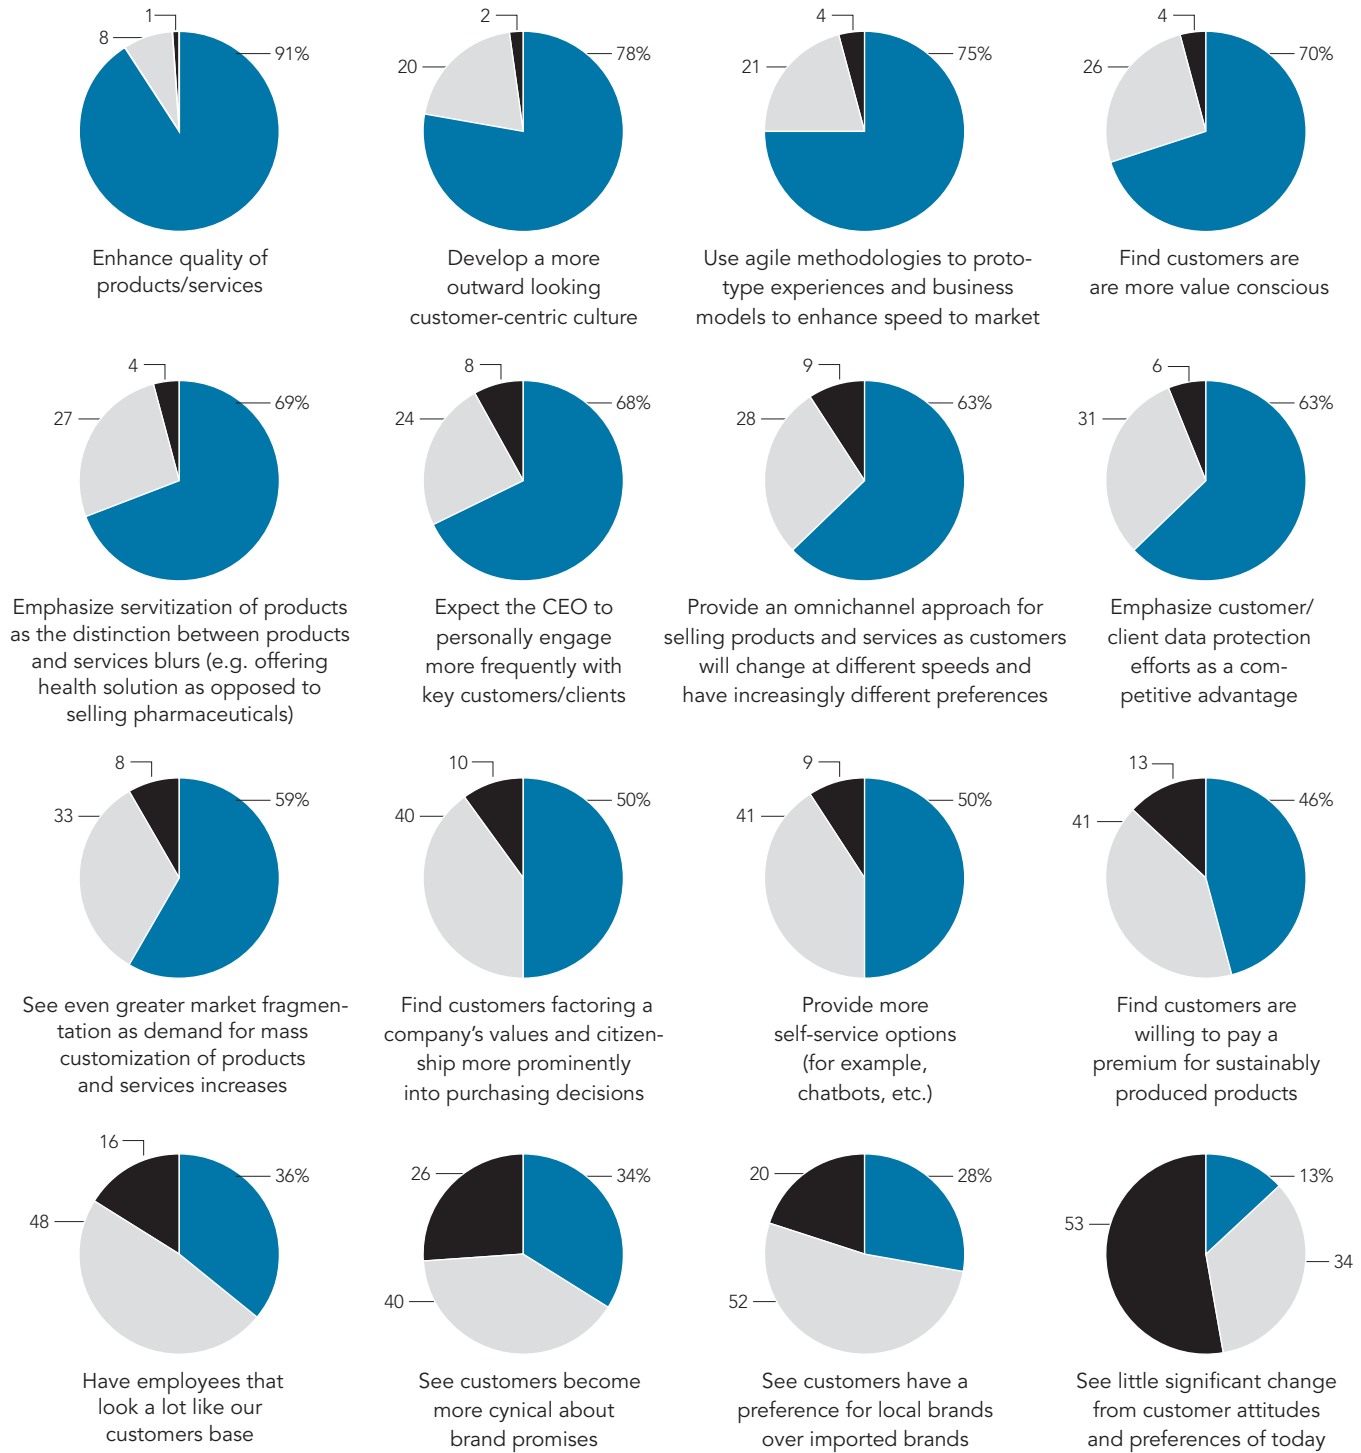 1
8
91%
Enhance quality of
products/services
2
20
78%
Develop a more
outward looking
customer-centric culture
4
21
75%
Use agile methodologies to proto-
type experiences and business
models to enhance speed to market
4
26
70%
Find customers are
are more value conscious
4
27
69%
Emphasize servitization of products
as the distinction between products
and services blurs (e.g. offering
health solution as opposed to
selling pharmaceuticals)
8
24
68%
Expect the CEO to
personally engage
more frequently with
key customers/clients
9
28
63%
Provide an omnichannel approach for
selling products and services as customers
will change at different speeds and
have increasingly different preferences
6
31
63%
Emphasize customer/
client data protection
efforts as a com-
petitive advantage
8
33
59%
See even greater market fragmen-
tation as demand for mass
customization of products
and services increases
10
40
50%
Find customers factoring a
company’s values and citizen-
ship more prominently
into purchasing decisions
9
41
50%
Provide more
self-service options
(for example,
chatbots, etc.)
13
41
46%
Find customers are
willing to pay a
premium for sustainably
produced products
16
48
36%
Have employees that
look a lot like our
customers base
26
40
34%
See customers become
more cynical about
brand promises
20
52
28%
See customers have a
preference for local brands
over imported brands
53
13%
34
See little significant change
from customer attitudes
and preferences of today